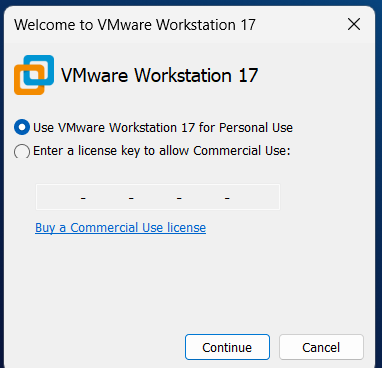 Welcome to VMware Workstation 17
VMware Workstation 17
Use VMware Workstation 17 for Personal Use
Enter a license key to allow Commercial Use:
- - - -
Buy a Commercial Use license
Continue Cancel